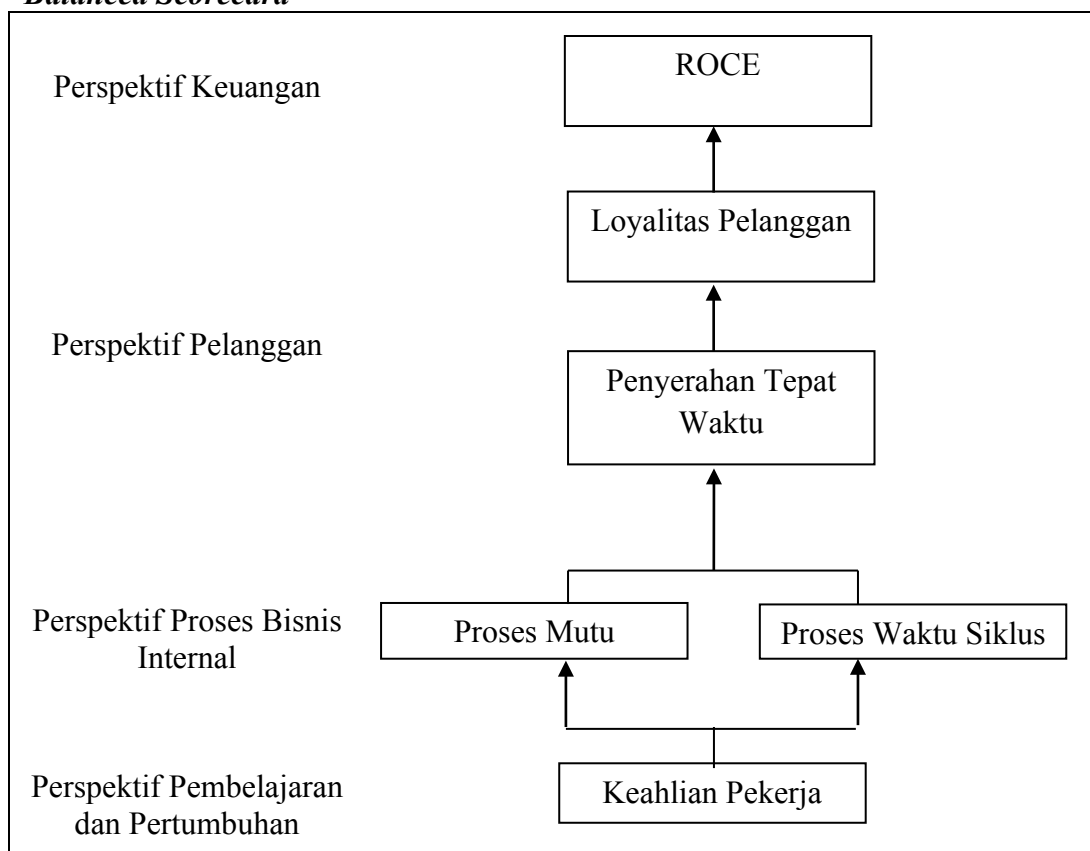 Balanced Scorecard
Perspektif Keuangan
ROCE
Loyalitas Pelanggan
Perspektif Pelanggan
Penyerahan Tepat
Waktu
Perspektif Proses Bisnis
Internal
Proses Mutu
Proses Waktu Siklus
Perspektif Pembelajaran
dan Pertumbuhan
Keahlian Pekerja